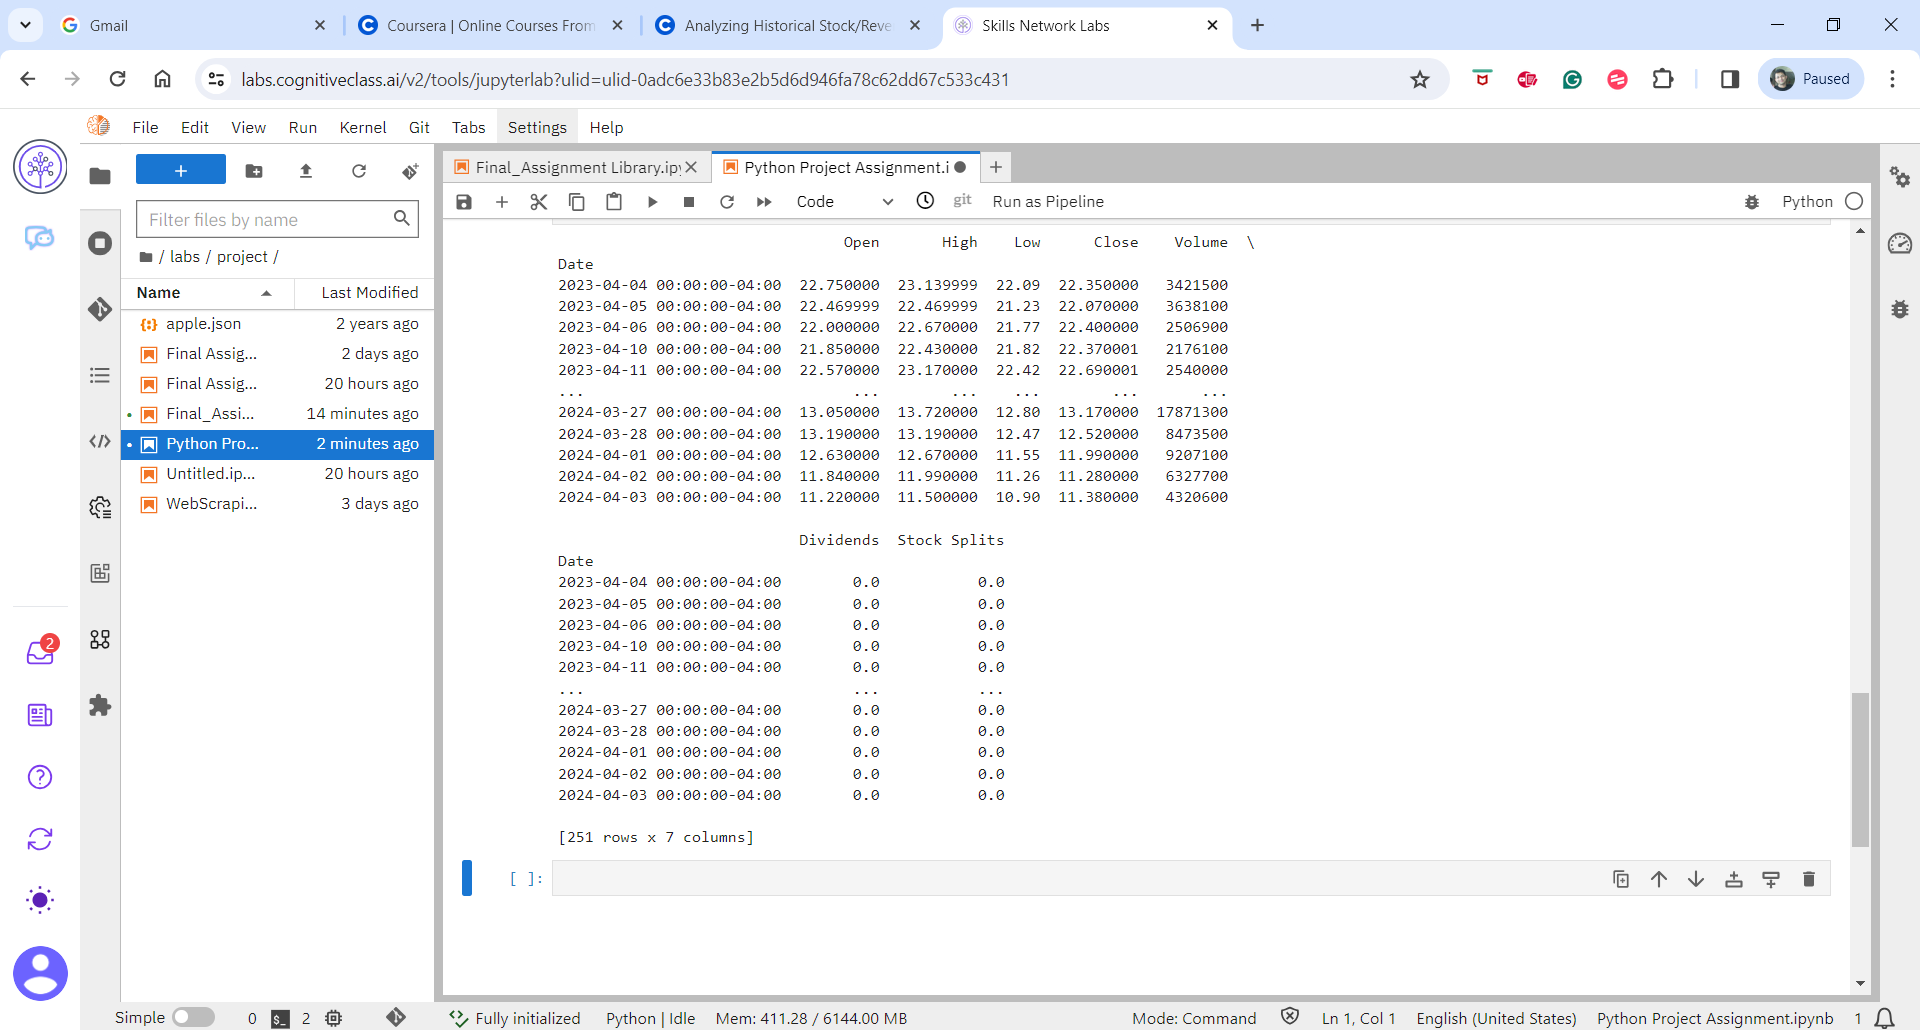 Gmail
Coursera | Online Courses From
Analyzing Historical Stock/Reve
Skills Network Labs
labs.cognitiveclass.ai/v2/tools/jupyterlab?ulid=ulid-0adc6e33b83e2b5d6d946fa78c62dd67c533c431
Paused
File Edit View Run Kernel Git Tabs Settings Help
Final_Assignment Library.ipy
Python Project Assignment.i
Code
git
Run as Pipeline
Python
Filter files by name
/ labs / project /
Name Last Modified
apple.json 2 years ago
Final Assig... 2 days ago
Final Assig... 20 hours ago
Final_Assi... 14 minutes ago
Python Pro... 2 minutes ago
Untitled.ip... 20 hours ago
WebScrapi... 3 days ago
2
Open High Low Close Volume \
Date
2023-04-04 00:00:00-04:00 22.750000 23.139999 22.09 22.350000 3421500
2023-04-05 00:00:00-04:00 22.469999 22.469999 21.23 22.070000 3638100
2023-04-06 00:00:00-04:00 22.000000 22.670000 21.77 22.400000 2506900
2023-04-10 00:00:00-04:00 21.850000 22.430000 21.82 22.370001 2176100
2023-04-11 00:00:00-04:00 22.570000 23.170000 22.42 22.690001 2540000
... ... ... ... ... ...
2024-03-27 00:00:00-04:00 13.050000 13.720000 12.80 13.170000 17871300
2024-03-28 00:00:00-04:00 13.190000 13.190000 12.47 12.520000 8473500
2024-04-01 00:00:00-04:00 12.630000 12.670000 11.55 11.990000 9207100
2024-04-02 00:00:00-04:00 11.840000 11.990000 11.26 11.280000 6327700
2024-04-03 00:00:00-04:00 11.220000 11.500000 10.90 11.380000 4320600
Dividends Stock Splits
Date
2023-04-04 00:00:00-04:00 0.0 0.0
2023-04-05 00:00:00-04:00 0.0 0.0
2023-04-06 00:00:00-04:00 0.0 0.0
2023-04-10 00:00:00-04:00 0.0 0.0
2023-04-11 00:00:00-04:00 0.0 0.0
... ... ...
2024-03-27 00:00:00-04:00 0.0 0.0
2024-03-28 00:00:00-04:00 0.0 0.0
2024-04-01 00:00:00-04:00 0.0 0.0
2024-04-02 00:00:00-04:00 0.0 0.0
2024-04-03 00:00:00-04:00 0.0 0.0
[251 rows x 7 columns]
[ ]:
Simple 0 2 Fully initialized Python | Idle Mem: 411.28 / 6144.00 MB Mode: Command Ln 1, Col 1 English (United States) Python Project Assignment.ipynb 1